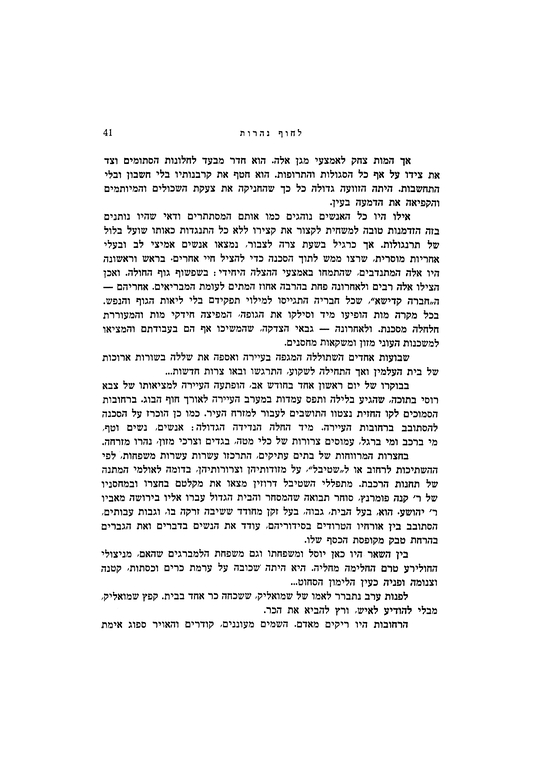 לחוף נהרות 41
אך המות צחק לאמצעי מגן אלה. הוא חדר מבעד לחלונות הסתומים וצד
את צידו על אף כל הסגולות והתרופות. הוא חטף את קרבנותיו בלי חשבון ובלי
התחשבות. היתה הזוועה גדולה כל כך שהחניקה את צעקת השכולים והמיותמים
והקפיאה את הדמעה בעין.
אילו היו כל האנשים נוהגים כמו אותם המסתתרים ודאי שהיו נותנים
בזה הזדמנות טובה למשחית לקצור את קצירו ללא כל התנגדות כאותו שועל בלול
של תרנגולות. אך כרגיל בשעת צרה לצבור, נמצאו אנשים אמיצי לב ובעלי
אחריות מוסרית, שרצו ממש לתוך הסכנה כדי להציל חיי אחרים. בראש וראשונה
היו אלה המתנדבים, שהתמחו באמצעי ההצלה היחידי: בשפשוף גוף החולה. ואכן
הצילו אלה רבים ולאחרונה פחת בהרבה אחוז המתים לעומת המבריאים. אחריהם —
ה„חברה קדישא", שכל חבריה התגייסו למילוי תפקידם בלי ליאות הגוף והנפש.
בכל מקרה מות הופיעו מיד וסילקו את הגופה, המפיצה חידקי מות והמעוררת
חלחלה מסכנת. ולאחרונה — גבאי הצדקה, שהמשיכו אף הם בעבודתם והמציאו
למשכנות העוני מזון ומשקאות מחסנים.
שבועות אחדים השתוללה המגפה בעיירה ואספה את שללה בשורות ארוכות
של בית העלמין ואך התחילה לשקוע, התרגשו ובאו צרות חדשות...
בבוקרו של יום ראשון אחד בחודש אב, הופתעה העיירה למציאותו של צבא
רוסי בתוכה, שהגיע בלילה ותפס עמדות במערב העיירה לאורך חוף הבוג. ברחובות
הסמוכים לקו החזית נצטוו התושבים לעבור למזרח העיר. כמו כן הוכרז על הסכנה
להסתובב ברחובות העיירה. מיד החלה הנדידה הגדולה: אנשים, נשים וטף,
מי ברכב ומי ברגל, עמוסים צרורות של כלי מטה, בגדים וצרכי מזון, נהרו מזרחה.
בחצרות המרווחות של בתים עתיקים, התרכזו עשרות עשרות משפחות, לפי
ההשתיכות לרחוב או ל„שטיבל", על מזודותיהן וצרורותיהן, בדומה לאולמי המתנה
של תחנות הרכבת. מתפללי השטיבל דרוזין מצאו את מקלטם בחצרו ובמחסניו
של ר' קנה פומרנץ, סוחר תבואה שהמסחר והבית הגדול עברו אליו בירושה מאביו
ר' יהושע. הוא, בעל הבית, גבוה, בעל זקן מחודד ששיבה זרקה בו, וגבות עבותים,
הסתובב בין אורחיו הטרודים בסידוריהם, עודד את הנשים בדברים ואת הגברים
בהרחת טבק מקופסת הכסף שלו.
בין השאר היו כאן יוסל ומשפחתו וגם משפחת הלמברגים שהאם, מניצולי
החולירע טרם החלימה מחליה. היא היתה שכובה על ערמת כרים וכסתות, קטנה
וצנומה ופניה כעין הלימון הסחוט...
לפנות ערב נתברר לאמו של שמואליק, ששכחה כר אחד בבית. קפץ שמואליק,
מבלי להודיע לאיש, ורץ להביא את הכר.
הרחובות היו ריקים מאדם. השמים מעוננים, קודרים והאויר ספוג אימת